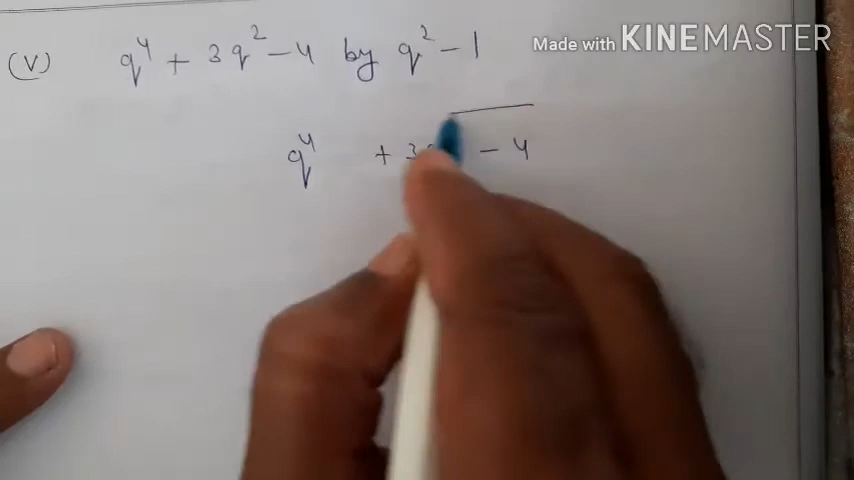 (V) q⁴ + 3q² - 4 by q² - 1
Made with KINEMASTER
q⁴ + 3 - 4